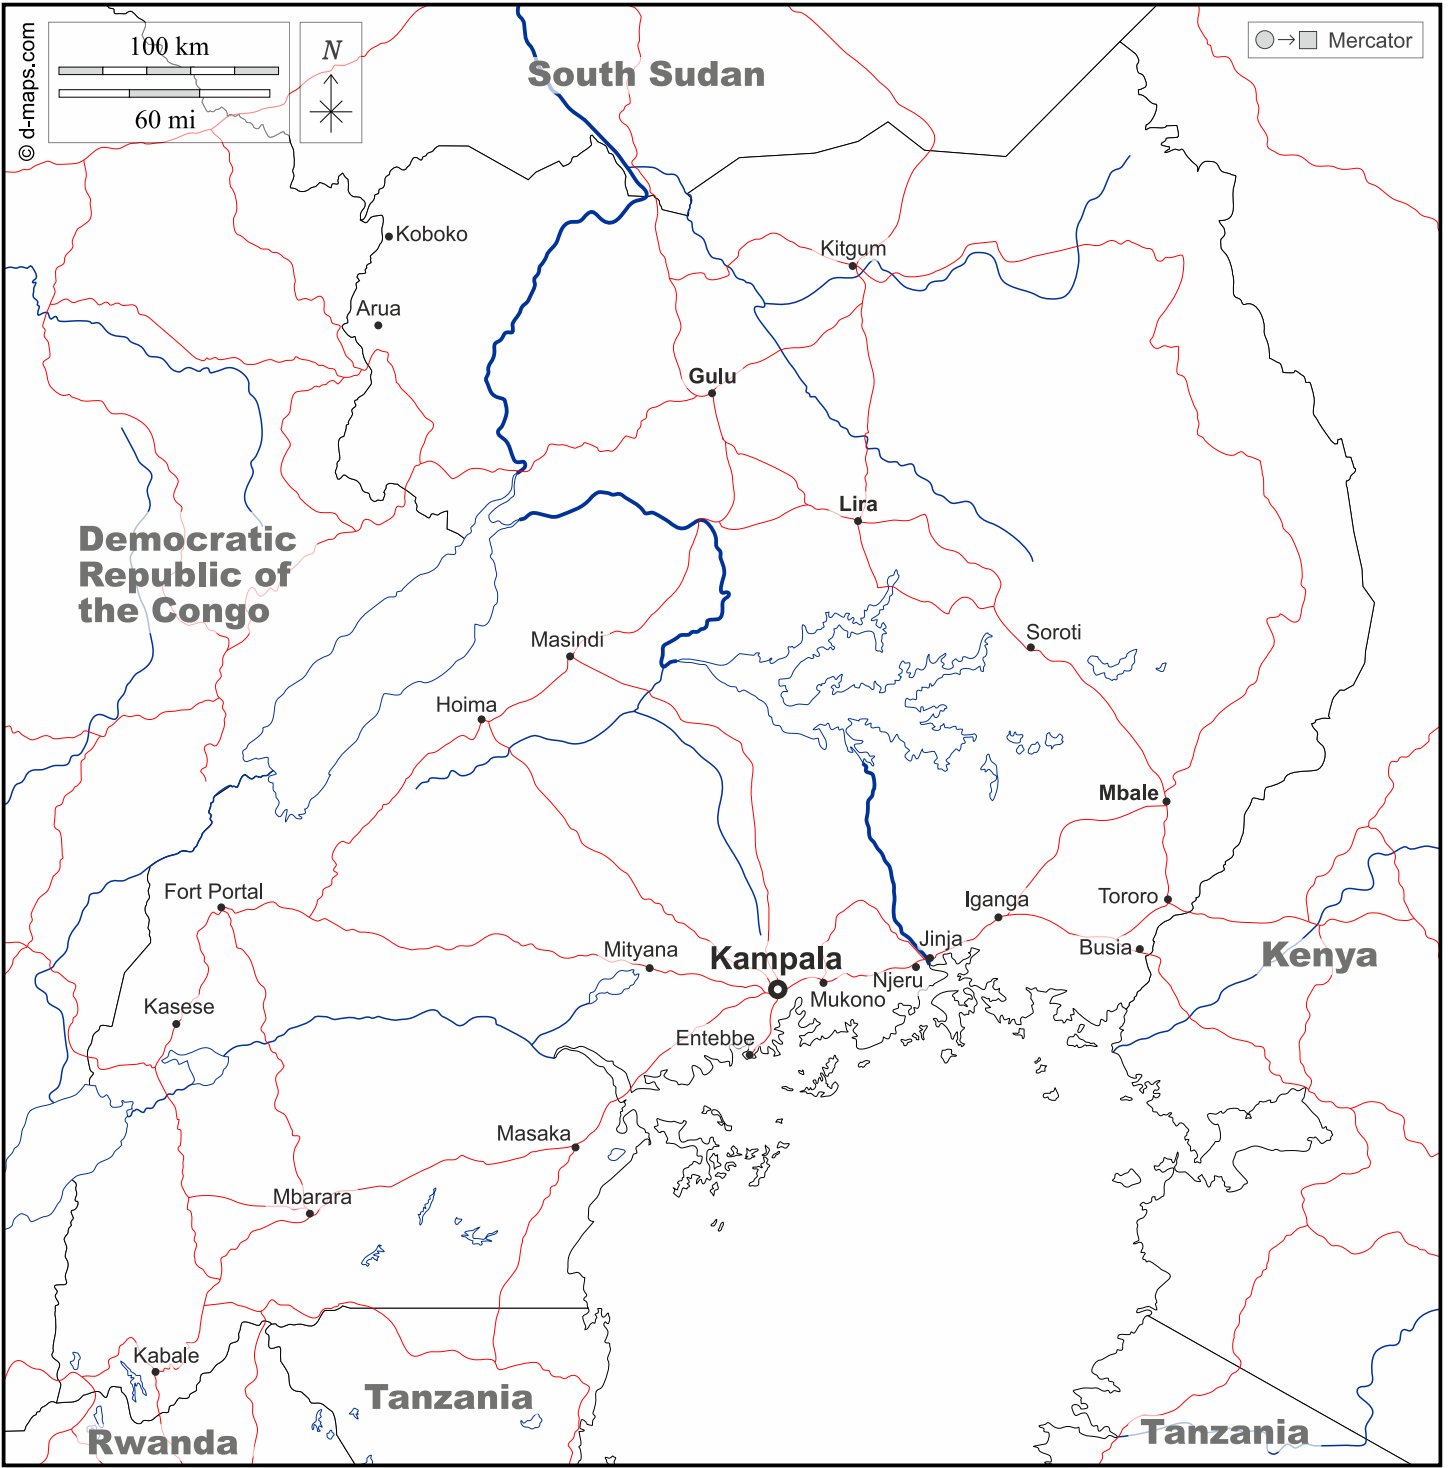 © d-maps.com
100 km
60 mi
N
Mercator
South Sudan
Koboko
Kitgum
Arua
Gulu
Lira
Democratic
Republic of
the Congo
Masindi
Soroti
Hoima
Mbale
Fort Portal
Iganga
Tororo
Mityana
Kampala
Jinja
Busia
Kenya
Njeru
Mukono
Kasese
Entebbe
Masaka
Mbarara
Kabale
Tanzania
Rwanda
Tanzania